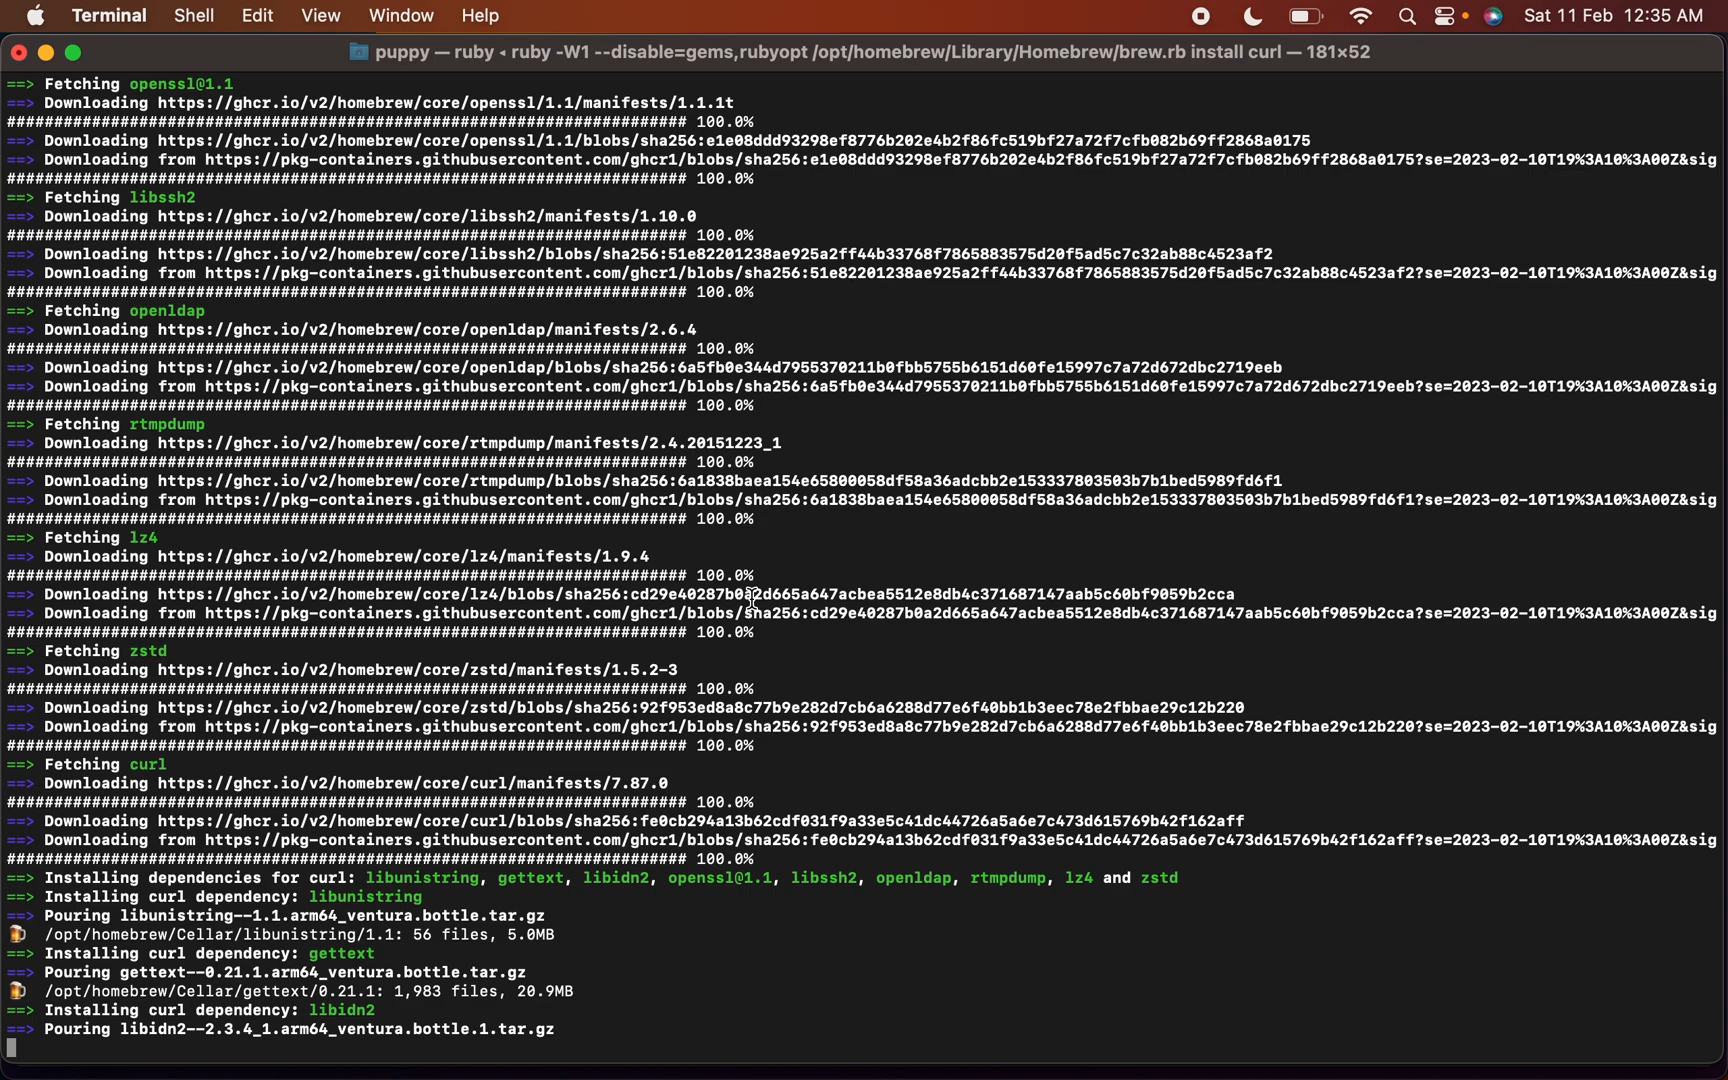 Terminal Shell Edit View Window Help Sat 11 Feb 12:35 AM
puppy — ruby ◂ ruby -W1 --disable=gems,rubyopt /opt/homebrew/Library/Homebrew/brew.rb install curl — 181×52
==> Fetching openssl@1.1
==> Downloading https://ghcr.io/v2/homebrew/core/openssl/1.1/manifests/1.1.1t
######################################################################## 100.0%
==> Downloading https://ghcr.io/v2/homebrew/core/openssl/1.1/blobs/sha256:e1e08ddd93298ef8776b202e4b2f86fc519bf27a72f7cfb082b69ff2868a0175
==> Downloading from https://pkg-containers.githubusercontent.com/ghcr1/blobs/sha256:e1e08ddd93298ef8776b202e4b2f86fc519bf27a72f7cfb082b69ff2868a0175?se=2023-02-10T19%3A10%3A00Z&sig
######################################################################## 100.0%
==> Fetching libssh2
==> Downloading https://ghcr.io/v2/homebrew/core/libssh2/manifests/1.10.0
######################################################################## 100.0%
==> Downloading https://ghcr.io/v2/homebrew/core/libssh2/blobs/sha256:51e82201238ae925a2ff44b33768f7865883575d20f5ad5c7c32ab88c4523af2
==> Downloading from https://pkg-containers.githubusercontent.com/ghcr1/blobs/sha256:51e82201238ae925a2ff44b33768f7865883575d20f5ad5c7c32ab88c4523af2?se=2023-02-10T19%3A10%3A00Z&sig
######################################################################## 100.0%
==> Fetching openldap
==> Downloading https://ghcr.io/v2/homebrew/core/openldap/manifests/2.6.4
######################################################################## 100.0%
==> Downloading https://ghcr.io/v2/homebrew/core/openldap/blobs/sha256:6a5fb0e344d7955370211b0fbb5755b6151d60fe15997c7a72d672dbc2719eeb
==> Downloading from https://pkg-containers.githubusercontent.com/ghcr1/blobs/sha256:6a5fb0e344d7955370211b0fbb5755b6151d60fe15997c7a72d672dbc2719eeb?se=2023-02-10T19%3A10%3A00Z&sig
######################################################################## 100.0%
==> Fetching rtmpdump
==> Downloading https://ghcr.io/v2/homebrew/core/rtmpdump/manifests/2.4.20151223_1
######################################################################## 100.0%
==> Downloading https://ghcr.io/v2/homebrew/core/rtmpdump/blobs/sha256:6a1838baea154e65800058df58a36adcbb2e153337803503b7b1bed5989fd6f1
==> Downloading from https://pkg-containers.githubusercontent.com/ghcr1/blobs/sha256:6a1838baea154e65800058df58a36adcbb2e153337803503b7b1bed5989fd6f1?se=2023-02-10T19%3A10%3A00Z&sig
######################################################################## 100.0%
==> Fetching lz4
==> Downloading https://ghcr.io/v2/homebrew/core/lz4/manifests/1.9.4
######################################################################## 100.0%
==> Downloading https://ghcr.io/v2/homebrew/core/lz4/blobs/sha256:cd29e40287b0a2d665a647acbea5512e8db4c371687147aab5c60bf9059b2cca
==> Downloading from https://pkg-containers.githubusercontent.com/ghcr1/blobs/sha256:cd29e40287b0a2d665a647acbea5512e8db4c371687147aab5c60bf9059b2cca?se=2023-02-10T19%3A10%3A00Z&sig
######################################################################## 100.0%
==> Fetching zstd
==> Downloading https://ghcr.io/v2/homebrew/core/zstd/manifests/1.5.2-3
######################################################################## 100.0%
==> Downloading https://ghcr.io/v2/homebrew/core/zstd/blobs/sha256:92f953ed8a8c77b9e282d7cb6a6288d77e6f40bb1b3eec78e2fbbae29c12b220
==> Downloading from https://pkg-containers.githubusercontent.com/ghcr1/blobs/sha256:92f953ed8a8c77b9e282d7cb6a6288d77e6f40bb1b3eec78e2fbbae29c12b220?se=2023-02-10T19%3A10%3A00Z&sig
######################################################################## 100.0%
==> Fetching curl
==> Downloading https://ghcr.io/v2/homebrew/core/curl/manifests/7.87.0
######################################################################## 100.0%
==> Downloading https://ghcr.io/v2/homebrew/core/curl/blobs/sha256:fe0cb294a13b62cdf031f9a33e5c41dc44726a5a6e7c473d615769b42f162aff
==> Downloading from https://pkg-containers.githubusercontent.com/ghcr1/blobs/sha256:fe0cb294a13b62cdf031f9a33e5c41dc44726a5a6e7c473d615769b42f162aff?se=2023-02-10T19%3A10%3A00Z&sig
######################################################################## 100.0%
==> Installing dependencies for curl: libunistring, gettext, libidn2, openssl@1.1, libssh2, openldap, rtmpdump, lz4 and zstd
==> Installing curl dependency: libunistring
==> Pouring libunistring--1.1.arm64_ventura.bottle.tar.gz
🍺 /opt/homebrew/Cellar/libunistring/1.1: 56 files, 5.0MB
==> Installing curl dependency: gettext
==> Pouring gettext--0.21.1.arm64_ventura.bottle.tar.gz
🍺 /opt/homebrew/Cellar/gettext/0.21.1: 1,983 files, 20.9MB
==> Installing curl dependency: libidn2
==> Pouring libidn2--2.3.4_1.arm64_ventura.bottle.1.tar.gz